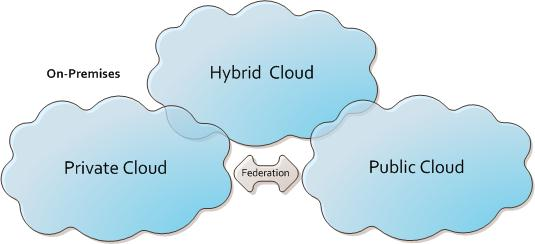 Hybrid Cloud
On-Premises
Private Cloud
Federation
Public Cloud